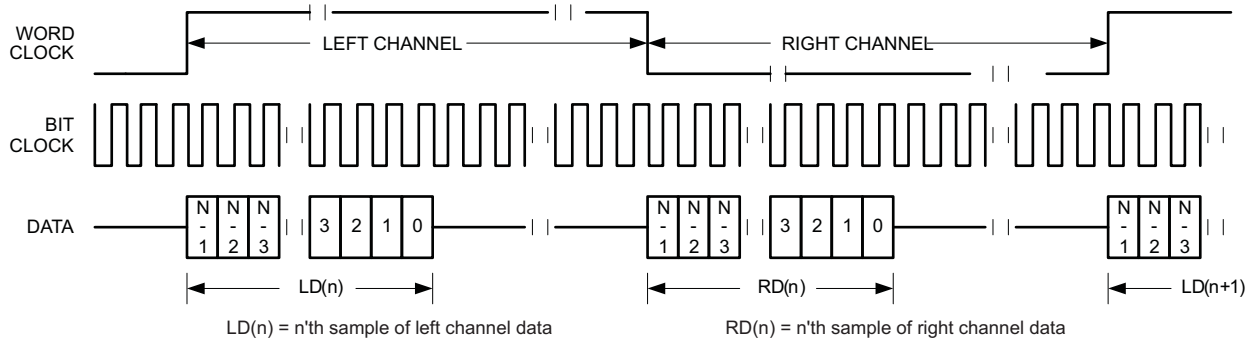 WORD
CLOCK
LEFT CHANNEL
RIGHT CHANNEL
BIT
CLOCK
DATA
N
-
1
N
-
2
N
-
3
3 2 1 0
N
-
1
N
-
2
N
-
3
3 2 1 0
N
-
1
N
-
2
N
-
3
LD(n)
RD(n)
LD(n+1)
LD(n) = n'th sample of left channel data
RD(n) = n'th sample of right channel data